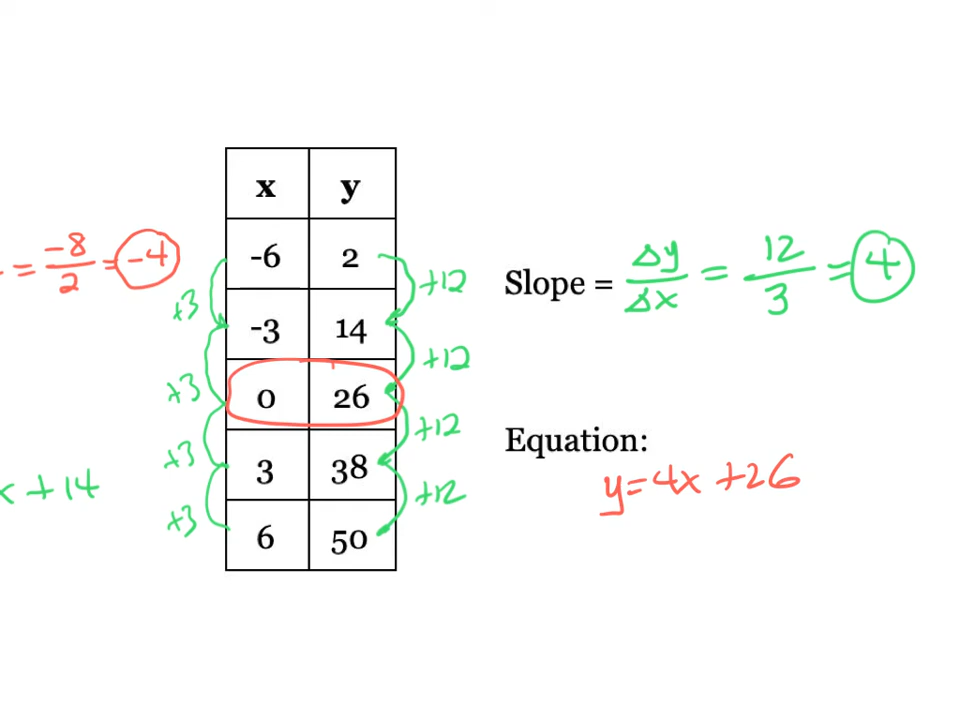 x y
-6 2
-3 14
0 26
3 38
6 50
+3
+3
+3
+3
+12
+12
+12
+12
= -8/2 = -4
x + 14
Slope = Δy/Δx = 12/3 = 4
Equation:
y=4x +26